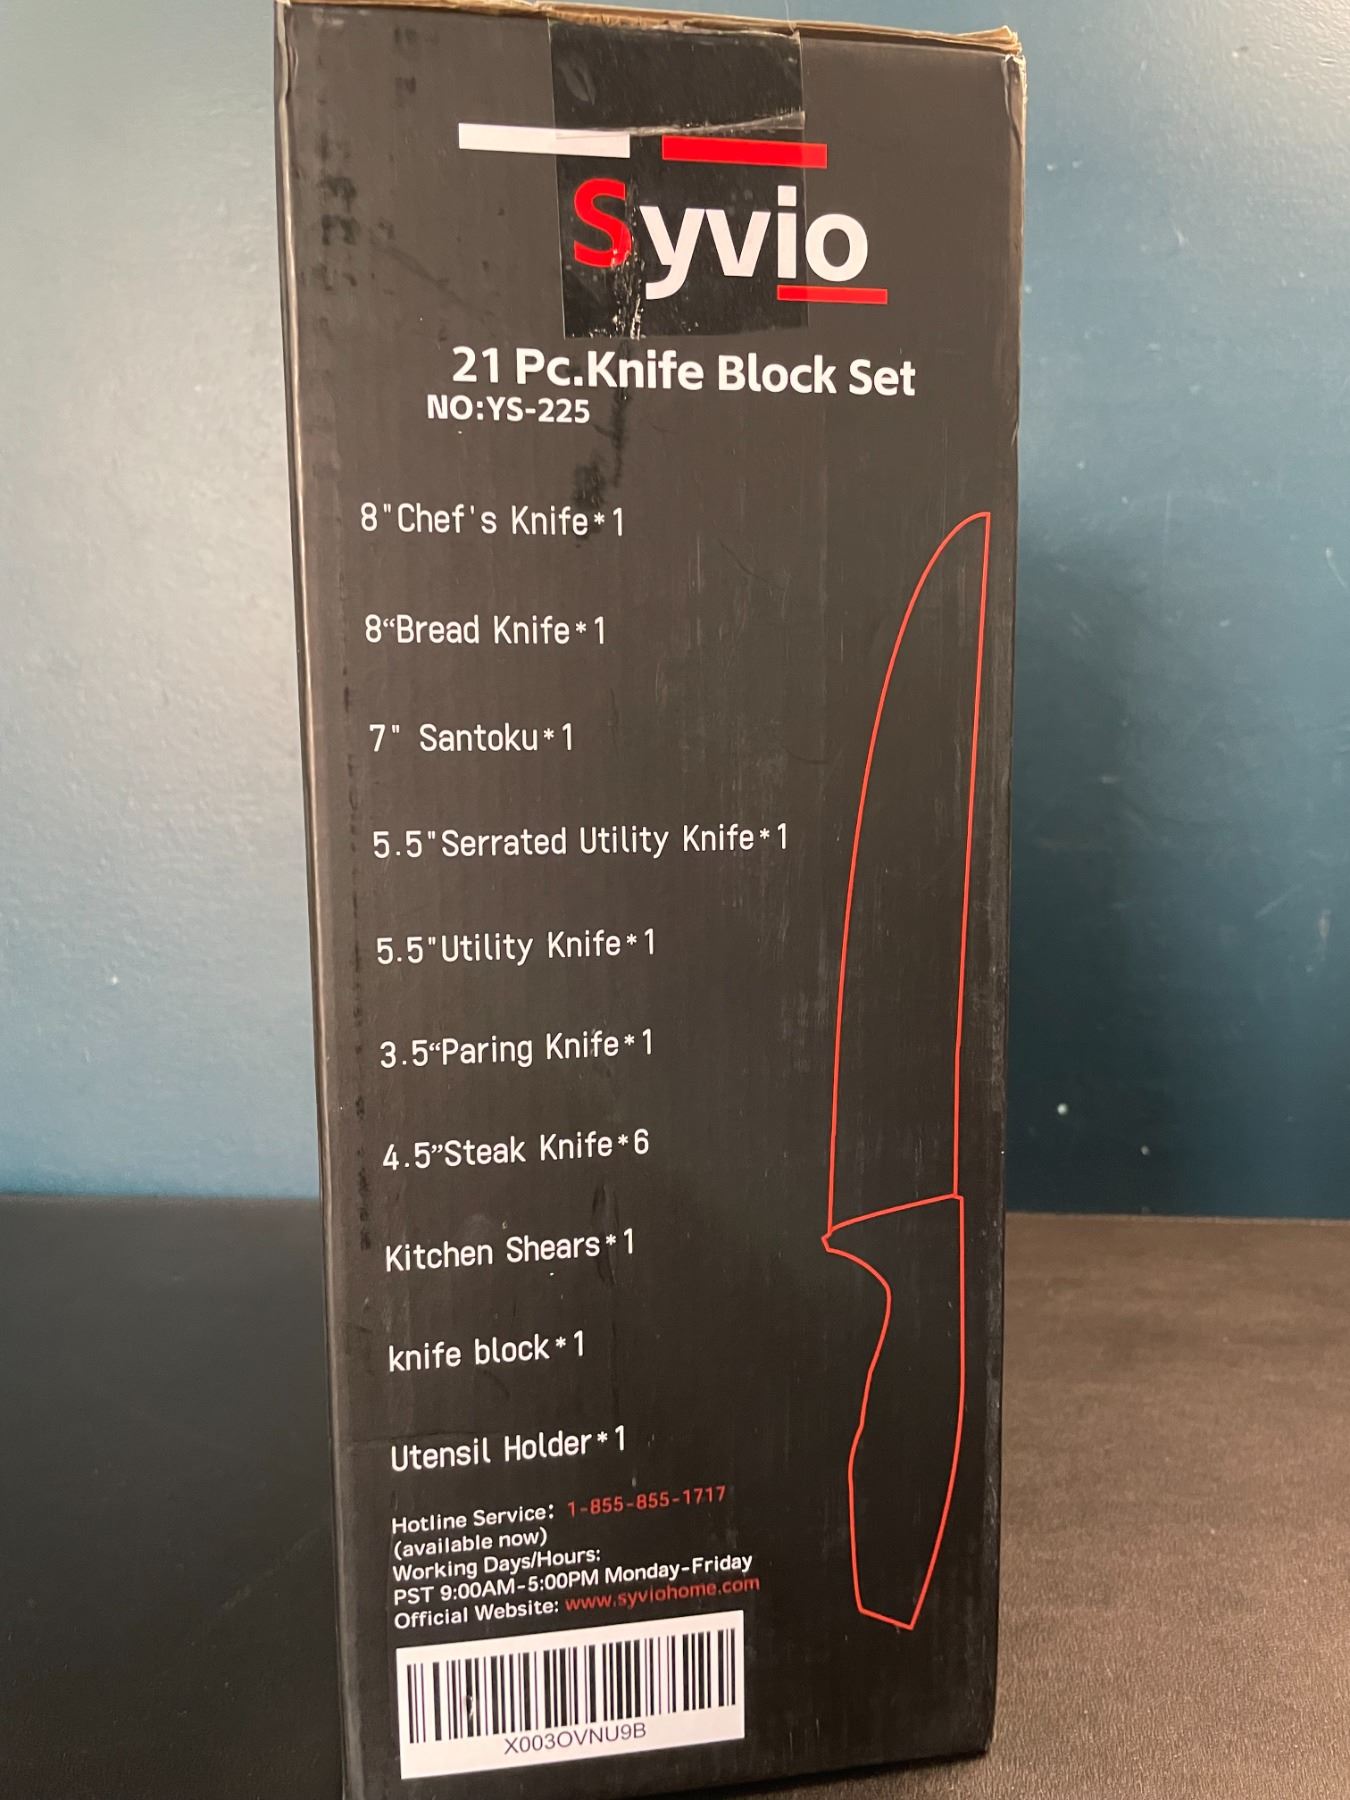 Syvio
21 Pc.Knife Block Set
NO:YS-225
8"Chef's Knife*1
8“Bread Knife*1
7" Santoku*1
5.5"Serrated Utility Knife*1
5.5"Utility Knife*1
3.5“Paring Knife*1
4.5”Steak Knife*6
Kitchen Shears*1
knife block*1
Utensil Holder*1
Hotline Service: 1-855-855-1717
(available now)
Working Days/Hours:
PST 9:00AM-5:00PM Monday-Friday
Official Website: www.syviohome.com
X003OVNU9B